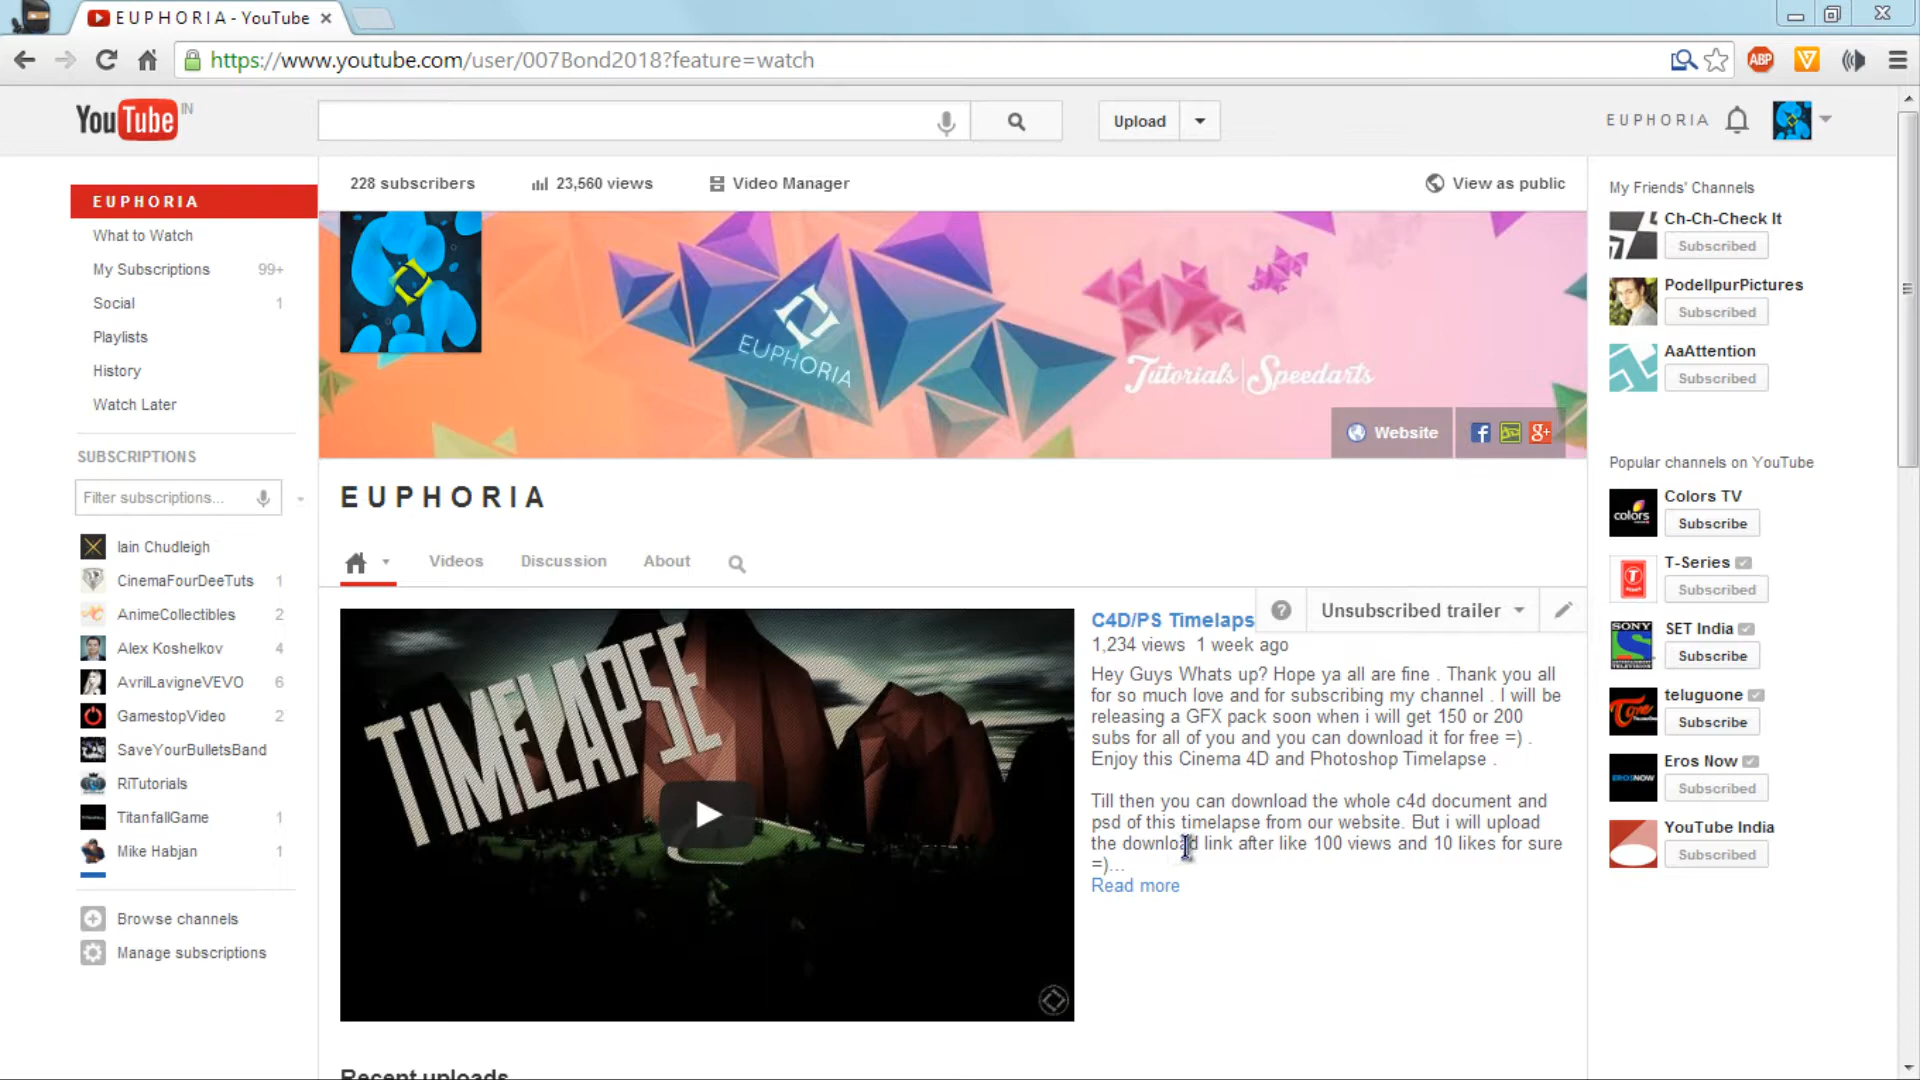 E U P H O R I A - YouTube
https://www.youtube.com/user/007Bond2018?feature=watch
ABP
YouTube IN
Upload
E U P H O R I A
228 subscribers
23,560 views
Video Manager
View as public
E U P H O R I A
What to Watch
My Subscriptions 99+
Social 1
Playlists
History
Watch Later
SUBSCRIPTIONS
Filter subscriptions...
Iain Chudleigh
CinemaFourDeeTuts 1
AnimeCollectibles 2
Alex Koshelkov 4
AvrilLavigneVEVO 6
GamestopVideo 2
SaveYourBulletsBand
RiTutorials
TitanfallGame 1
Mike Habjan 1
Browse channels
Manage subscriptions
EUPHORIA
Tutorials | Speedarts
Website
E U P H O R I A
Videos
Discussion
About
TIMELAPSE
C4D/PS Timelaps
Unsubscribed trailer
1,234 views 1 week ago
Hey Guys Whats up? Hope ya all are fine . Thank you all
for so much love and for subscribing my channel . I will be
releasing a GFX pack soon when i will get 150 or 200
subs for all of you and you can download it for free =) .
Enjoy this Cinema 4D and Photoshop Timelapse .
Till then you can download the whole c4d document and
psd of this timelapse from our website. But i will upload
the download link after like 100 views and 10 likes for sure
=)...
Read more
Recent uploads
My Friends' Channels
Ch-Ch-Check It
Subscribed
PodellpurPictures
Subscribed
AaAttention
Subscribed
Popular channels on YouTube
colors
Colors TV
Subscribe
T-Series
Subscribed
SONY
SET India
Subscribe
teluguone
Subscribe
EROSNOW
Eros Now
Subscribed
YouTube India
Subscribed